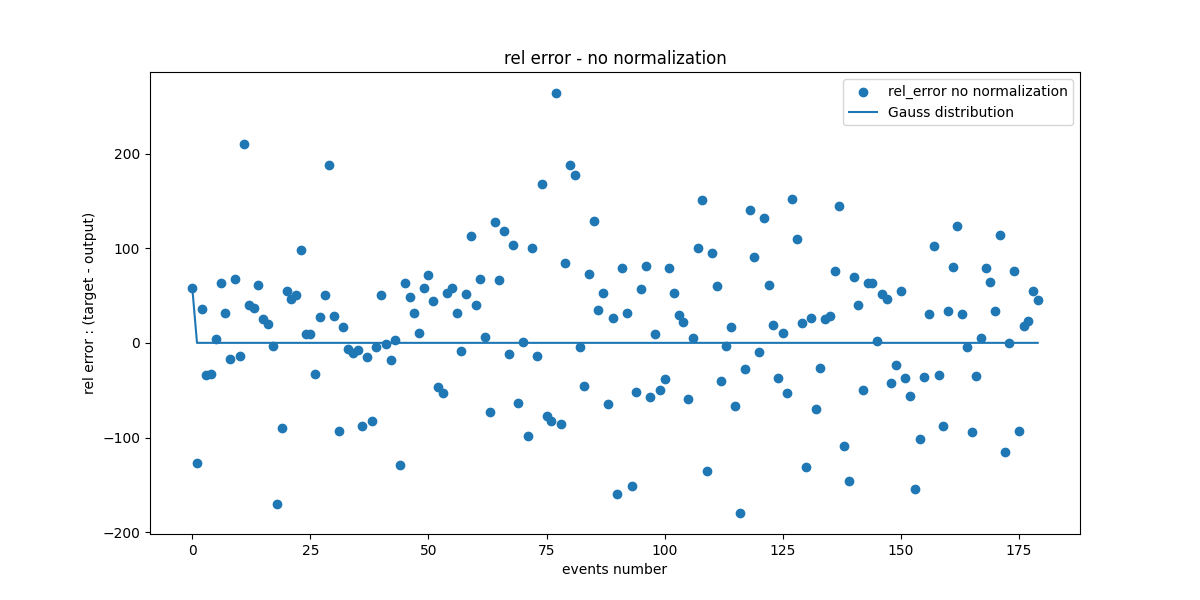 rel error - no normalization
rel_error no normalization
Gauss distribution
rel error : (target - output)
200
100
0
−100
−200
0
25
50
75
100
125
150
175
events number